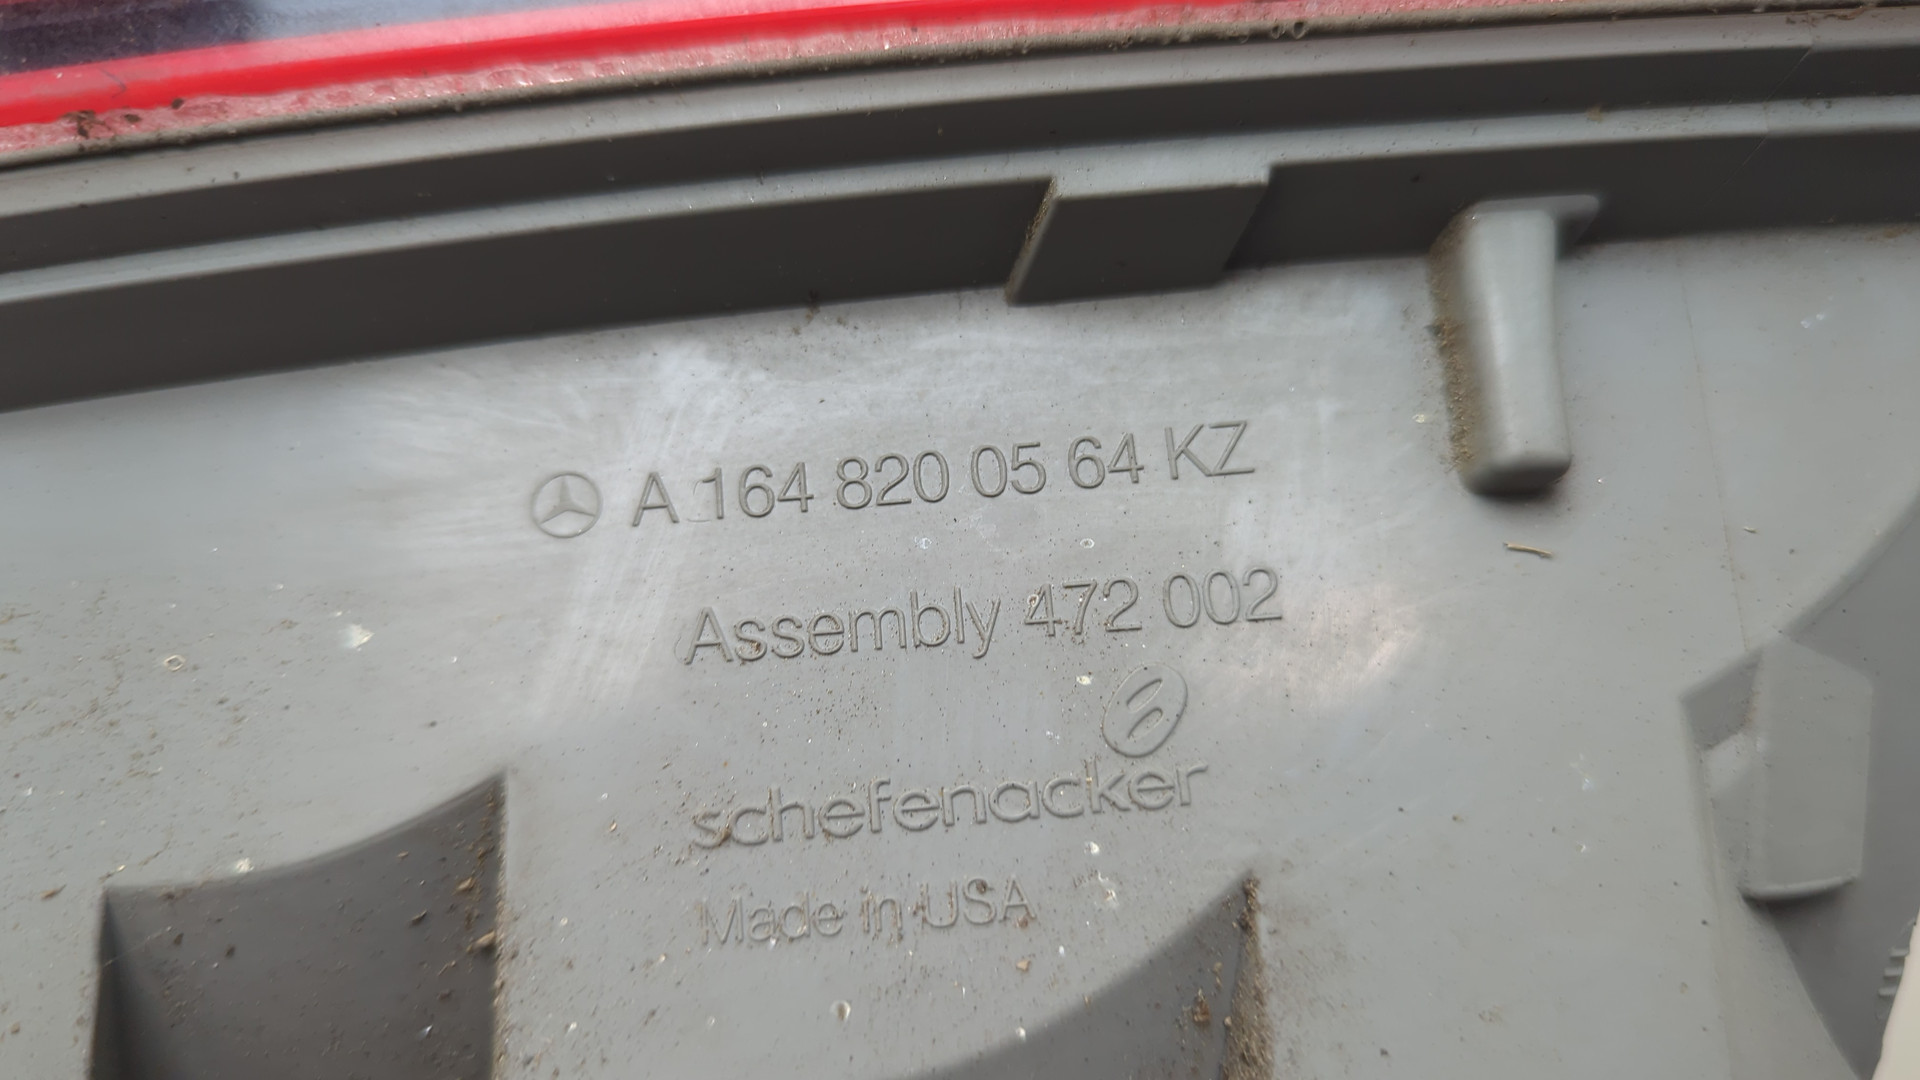 A 164 820 05 64 KZ
Assembly 472 002
schefenacker
Made in USA